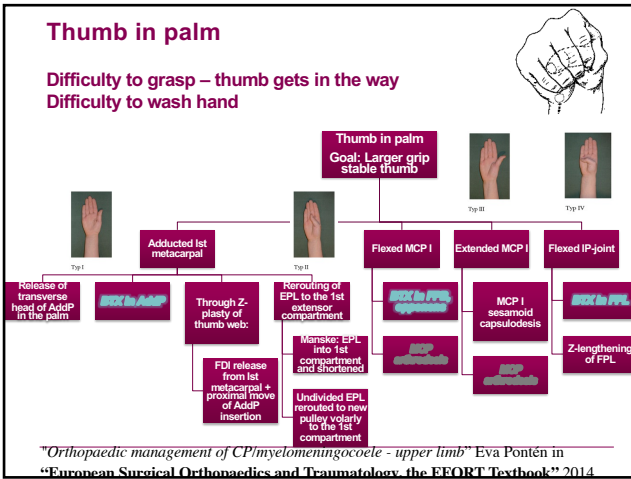 Thumb in palm
Difficulty to grasp – thumb gets in the way
Difficulty to wash hand
Thumb in palm
Goal: Larger grip
stable thumb
Typ III
Typ IV
Typ I
Typ II
Adducted Ist
metacarpal
Flexed MCP I
Extended MCP I
Flexed IP-joint
Release of
transverse
head of AddP
in the palm
BTX in AddP
Through Z-
plasty of
thumb web:
FDI release
from Ist
metacarpal +
proximal move
of AddP
insertion
Rerouting of
EPL to the 1st
extensor
compartment
Manske: EPL
into 1st
compartment
and shortened
Undivided EPL
rerouted to new
pulley volarly to
the 1st
compartment
BTX in FPB,
opponens
MCP
arthrodesis
MCP I
sesamoid
capsulodesis
MCP
arthrodesis
BTX in FPL
Z-lengthening
of FPL
"Orthopaedic management of CP/myelomeningocoele - upper limb” Eva Pontén in
“European Surgical Orthopaedics and Traumatology, the EFORT Textbook” 2014